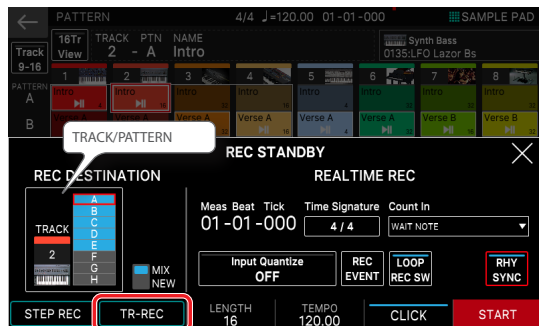 PATTERN 4/4 ♩=120.00 01-01-000 SAMPLE PAD
Track 9-16
16Tr View
TRACK PTN NAME
2 - A Intro
Synth Bass
0135:LFO Lazor Bs
1 2 3 4 5 6 7 8
PATTERN
A
Intro Intro Intro Intro Intro Intro Intro Intro
B
Verse A Verse A Verse A Verse A Verse B Verse B
TRACK/PATTERN
REC STANDBY
REC DESTINATION
REALTIME REC
TRACK
2
A
B
C
D
E
F
G
H
MIX
NEW
Meas Beat Tick Time Signature Count In
01-01-000 4 / 4 WAIT NOTE
Input Quantize
OFF
REC EVENT
LOOP REC SW
RHY SYNC
STEP REC
TR-REC
LENGTH
16
TEMPO
120.00
CLICK
START